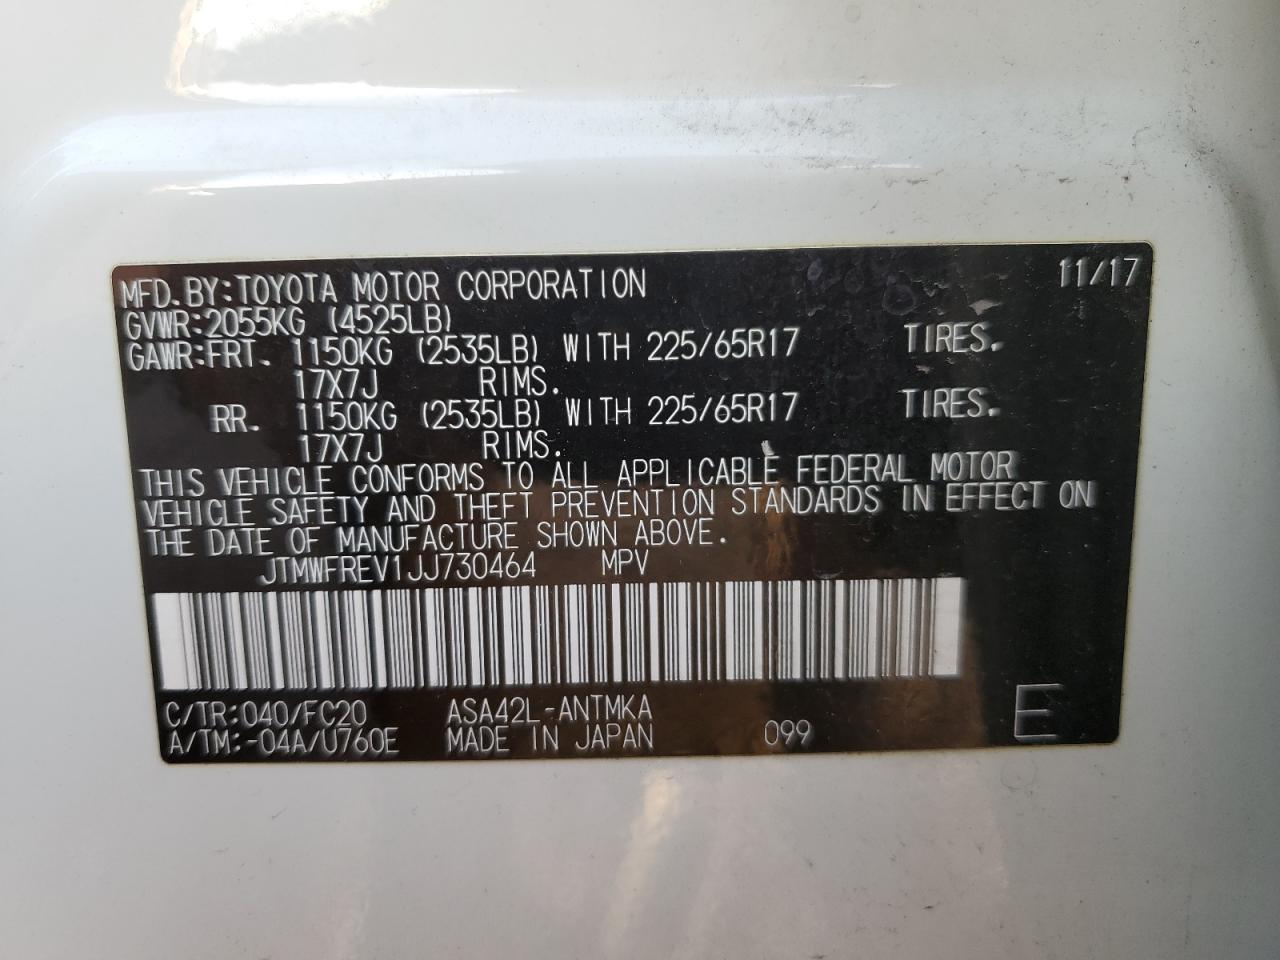 MFD.BY:TOYOTA MOTOR CORPORATION 11/17
GVWR:2055KG (4525LB)
GAWR:FRT. 1150KG (2535LB) WITH 225/65R17 TIRES.
17X7J RIMS.
RR. 1150KG (2535LB) WITH 225/65R17 TIRES.
17X7J RIMS.
THIS VEHICLE CONFORMS TO ALL APPLICABLE FEDERAL MOTOR
VEHICLE SAFETY AND THEFT PREVENTION STANDARDS IN EFFECT ON
THE DATE OF MANUFACTURE SHOWN ABOVE.
JTMWFREV1JJ730464 MPV
C/TR:040/FC20 ASA42L-ANTMKA
A/TM:-04A/U760E MADE IN JAPAN 099 E